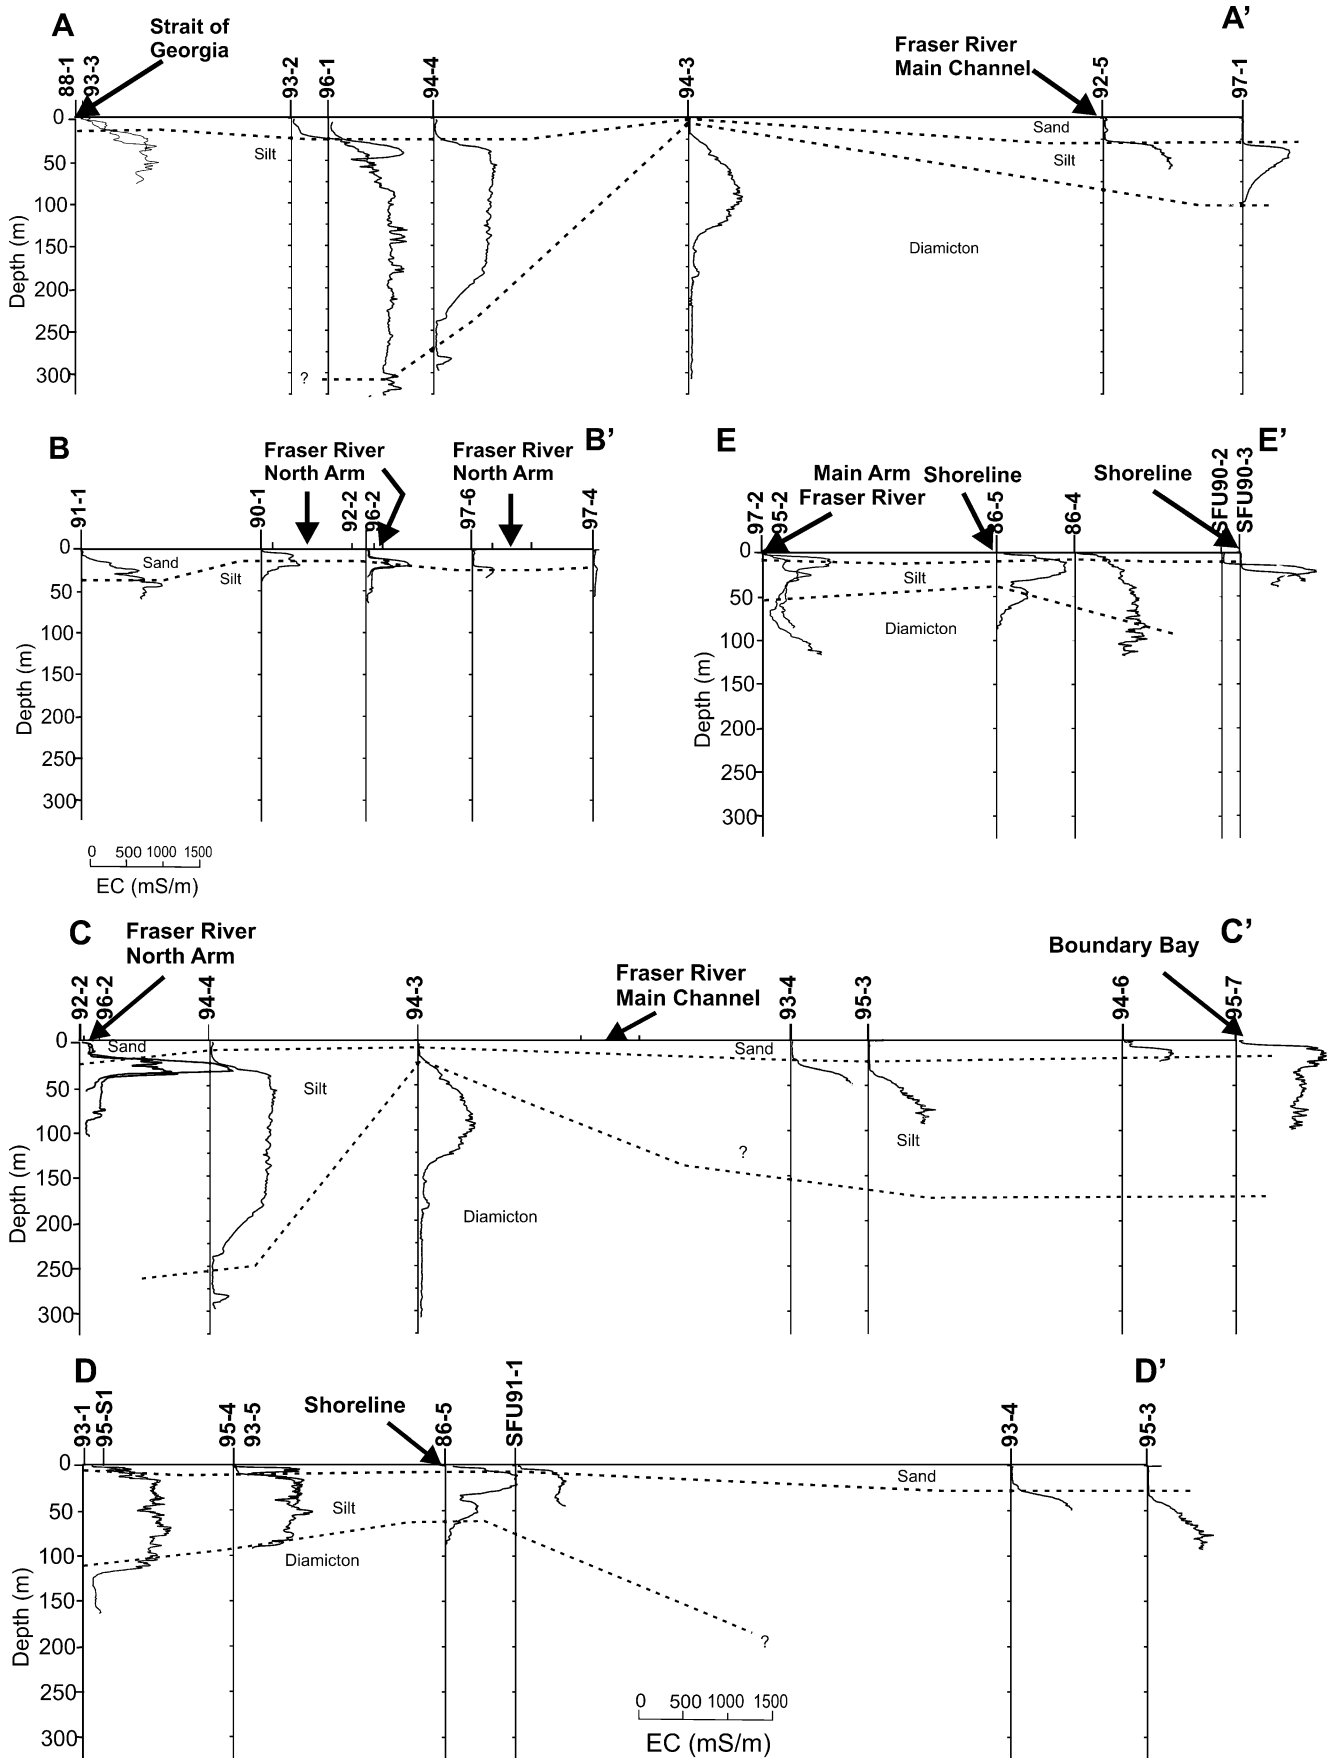 A
A’
Strait of
Georgia
Fraser River
Main Channel
88-1
93-3
93-2
96-1
94-4
94-3
92-5
97-1
0
50
100
150
200
250
300
Depth (m)
Sand
Silt
Silt
Diamicton
?
B
B’
Fraser River
North Arm
Fraser River
North Arm
91-1
90-1
92-2
96-2
97-6
97-4
0
50
100
150
200
250
300
Depth (m)
Sand
Silt
0 500 1000 1500
EC (mS/m)
E
E’
Main Arm
Fraser River
Shoreline
Shoreline
97-2
95-2
86-5
86-4
SFU90-2
SFU90-3
0
50
100
150
200
250
300
Depth (m)
Silt
Diamicton
C
C’
Fraser River
North Arm
Fraser River
Main Channel
Boundary Bay
92-2
96-2
94-4
94-3
93-4
95-3
94-6
95-7
0
50
100
150
200
250
300
Depth (m)
Sand
Silt
Sand
?
Silt
Diamicton
D
D’
Shoreline
93-1
95-S1
95-4
93-5
86-5
SFU91-1
93-4
95-3
0
50
100
150
200
250
300
Depth (m)
Sand
Silt
Diamicton
?
0 500 1000 1500
EC (mS/m)